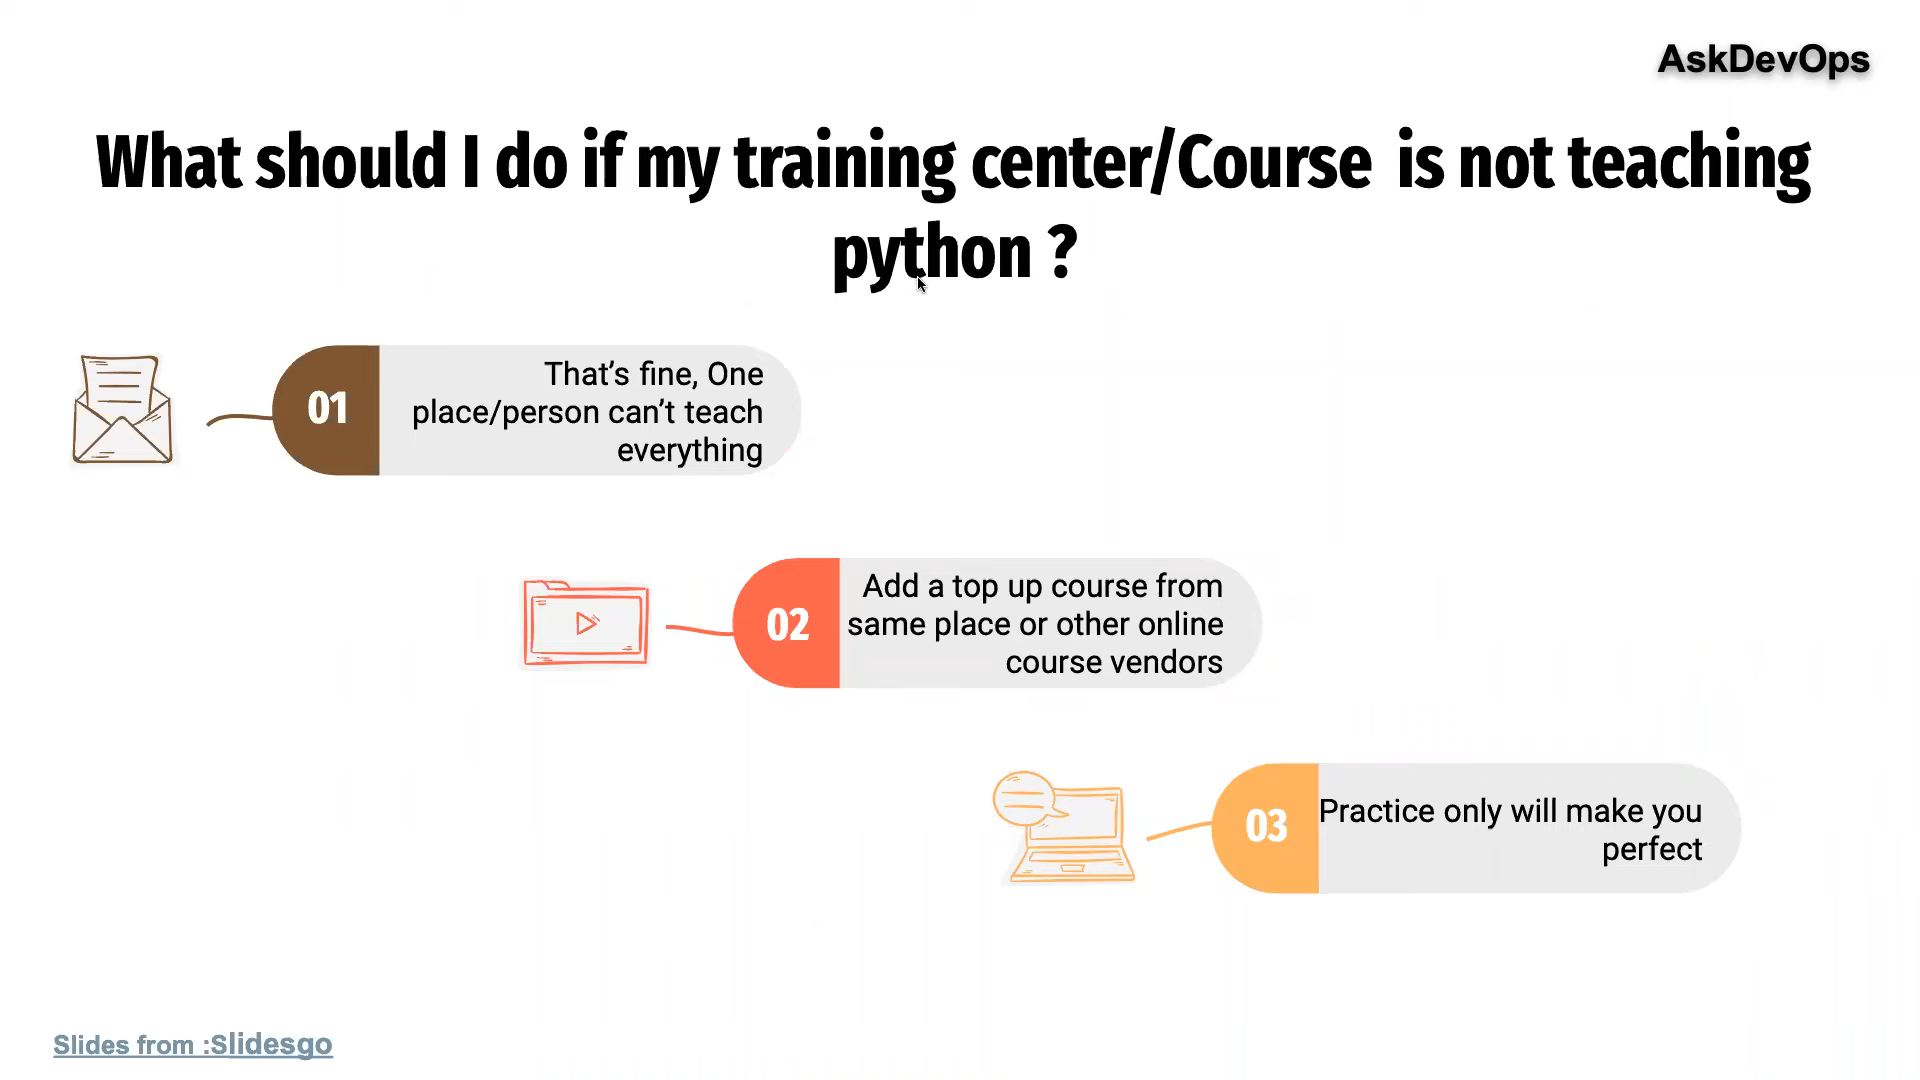 AskDevOps
What should I do if my training center/Course is not teaching
python ?
01
That’s fine, One
place/person can’t teach
everything
02
Add a top up course from
same place or other online
course vendors
03
Practice only will make you
perfect
Slides from :Slidesgo